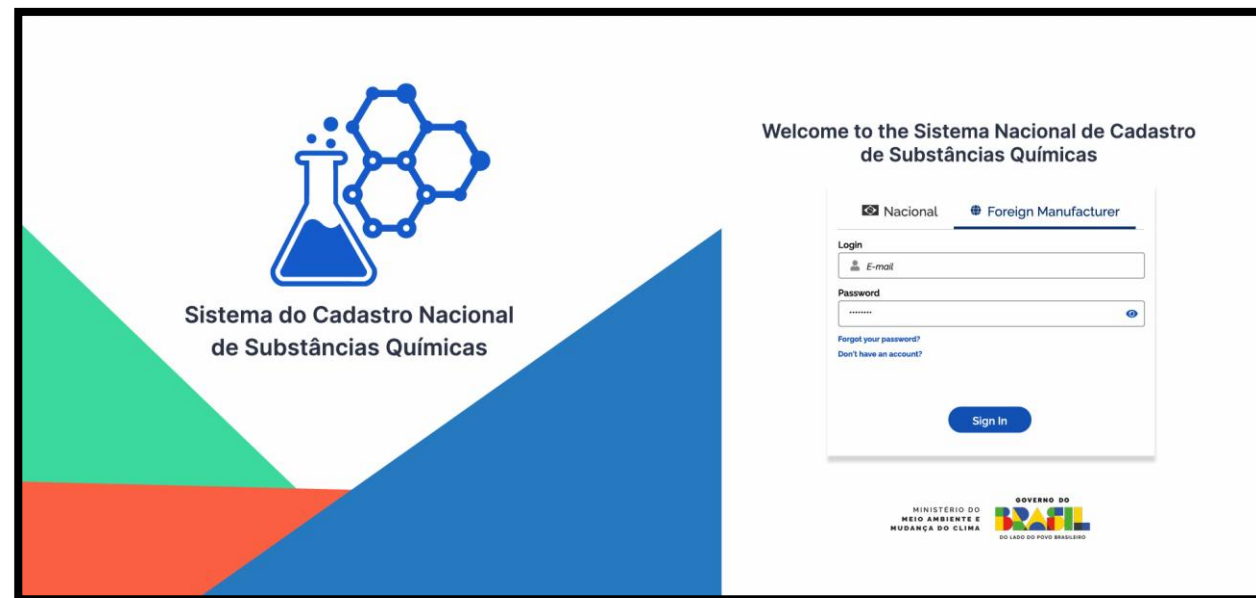 Sistema do Cadastro Nacional
de Substâncias Químicas
Welcome to the Sistema Nacional de Cadastro
de Substâncias Químicas
Nacional
Foreign Manufacturer
Login
E-mail
Password
........
Forgot your password?
Don't have an account?
Sign In
MINISTÉRIO DO
MEIO AMBIENTE E
MUDANÇA DO CLIMA
GOVERNO DO
BRASIL
DO LADO DO POVO BRASILEIRO